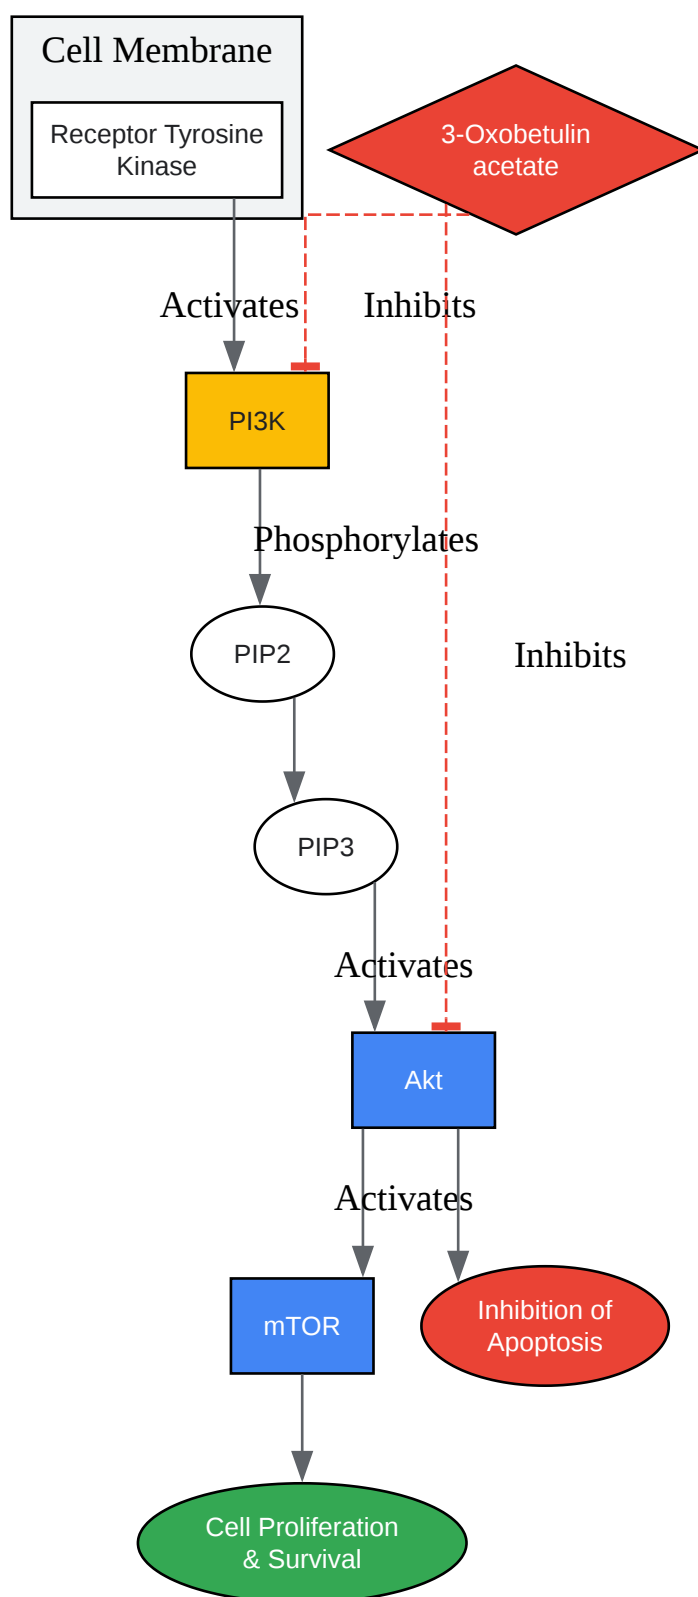 Cell Membrane
Receptor Tyrosine
Kinase
3-Oxobetulin
acetate
Activates
Inhibits
PI3K
Phosphorylates
PIP2
Inhibits
PIP3
Activates
Akt
Activates
mTOR
Inhibition of
Apoptosis
Cell Proliferation
& Survival